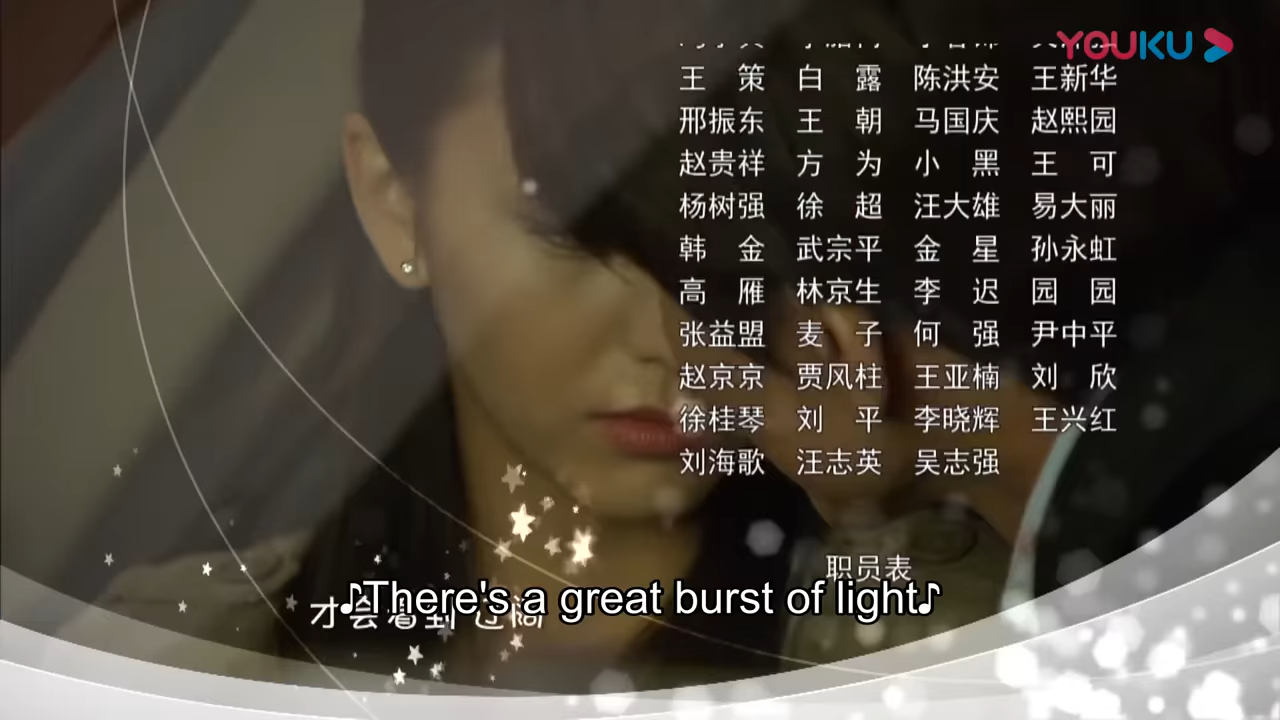 YOUKU
王策 白露 陈洪安 王新华
邢振东 王朝 马国庆 赵熙园
赵贵祥 方为 小黑 王可
杨树强 徐超 汪大雄 易大丽
韩金 武宗平 金星 孙永虹
高雁 林京生 李迟 园园
张益盟 麦子 何强 尹中平
赵京京 贾风柱 王亚楠 刘欣
徐桂琴 刘平 李晓辉 王兴红
刘海歌 汪志英 吴志强
职员表
♪There's a great burst of light♪
才会看到